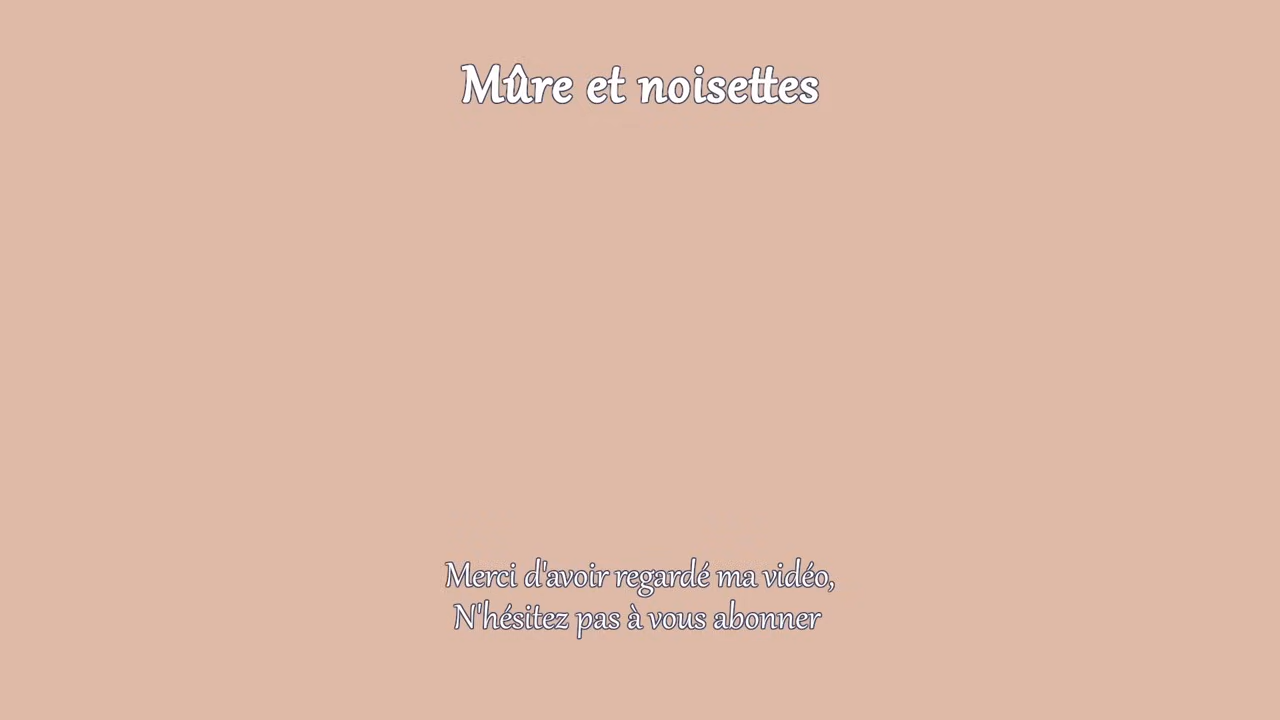 Mûre et noisettes
Merci d'avoir regardé ma vidéo,
N'hésitez pas à vous abonner